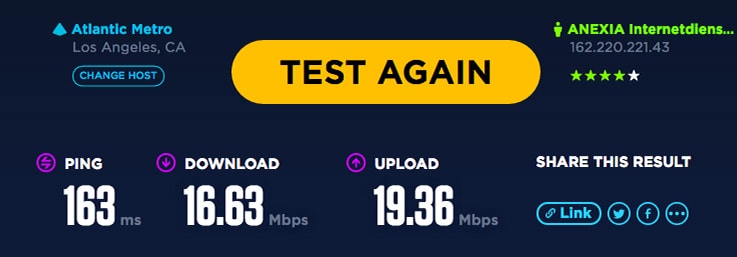 Atlantic Metro
Los Angeles, CA
CHANGE HOST
TEST AGAIN
ANEXIA Internetdiens...
162.220.221.43
PING
163 ms
DOWNLOAD
16.63 Mbps
UPLOAD
19.36 Mbps
SHARE THIS RESULT
Link